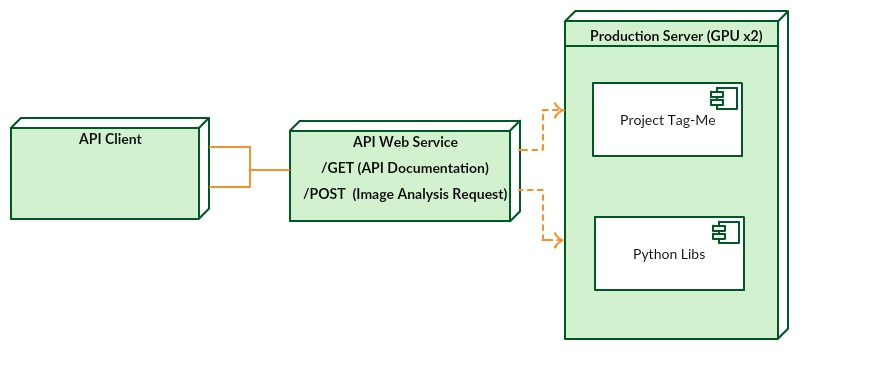 API Client
API Web Service
/GET (API Documentation)
/POST  (Image Analysis Request)
Production Server (GPU x2)
Project Tag-Me
Python Libs